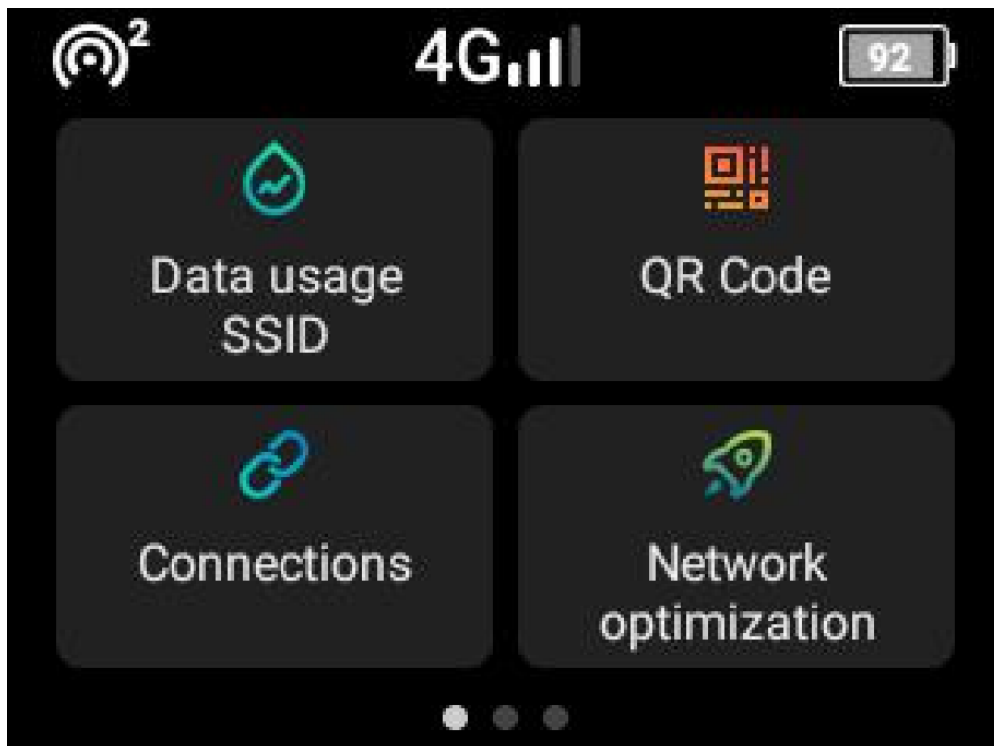 2
4G
92
Data usage
SSID
QR Code
Connections
Network
optimization